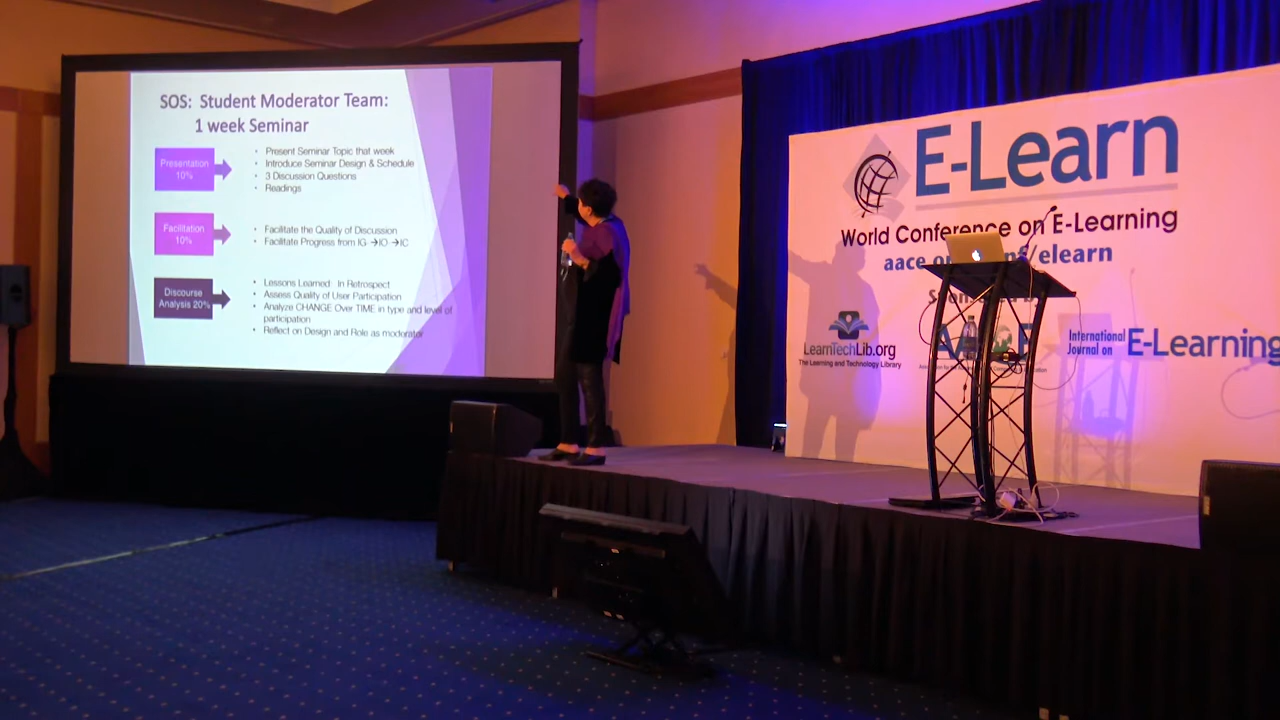 SOS: Student Moderator Team:
1 week Seminar
Presentation
10%
• Present Seminar Topic that week
• Introduce Seminar Design & Schedule
• 3 Discussion Questions
• Readings
Facilitation
10%
• Facilitate the Quality of Discussion
• Facilitate Progress from IG →IO →IC
Discourse
Analysis 20%
• Lessons Learned: In Retrospect
• Assess Quality of User Participation
• Analyze CHANGE Over TIME in type and level of
participation
• Reflect on Design and Role as moderator
E-Learn
World Conference on E-Learning
aace /elearn
LearnTechLib.org
The Learning and Technology Library
International
Journal on
E-Learning